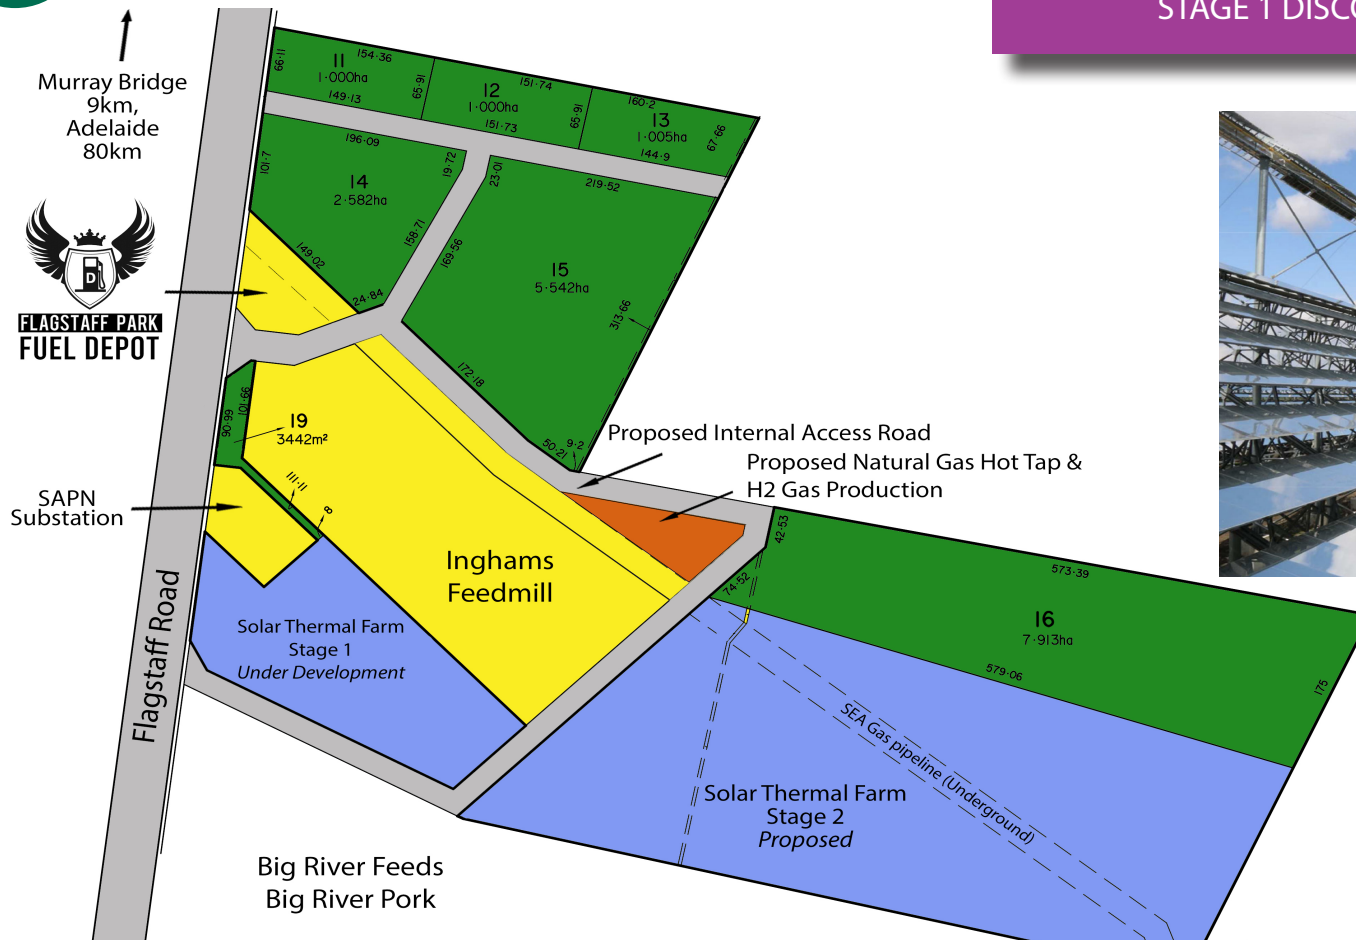 STAGE 1 DISCO
Murray Bridge
9km,
Adelaide
80km
FLAGSTAFF PARK
FUEL DEPOT
D
66·11
154·36
11
1·000ha
149·13
65·91
151·74
12
1·000ha
151·73
65·91
160·2
13
1·005ha
144·9
67·66
196·09
101·7
14
2·582ha
19·72
158·71
149·02
24·84
23·01
219·52
169·56
15
5·542ha
313·66
172·18
50·21
9·2
101·66
90·99
19
3442m²
111·11
8
SAPN
Substation
Proposed Internal Access Road
Proposed Natural Gas Hot Tap &
H2 Gas Production
Inghams
Feedmill
42·53
74·52
573·39
16
7·913ha
579·06
175
Flagstaff Road
Solar Thermal Farm
Stage 1
Under Development
SEA Gas pipeline (Underground)
Solar Thermal Farm
Stage 2
Proposed
Big River Feeds
Big River Pork